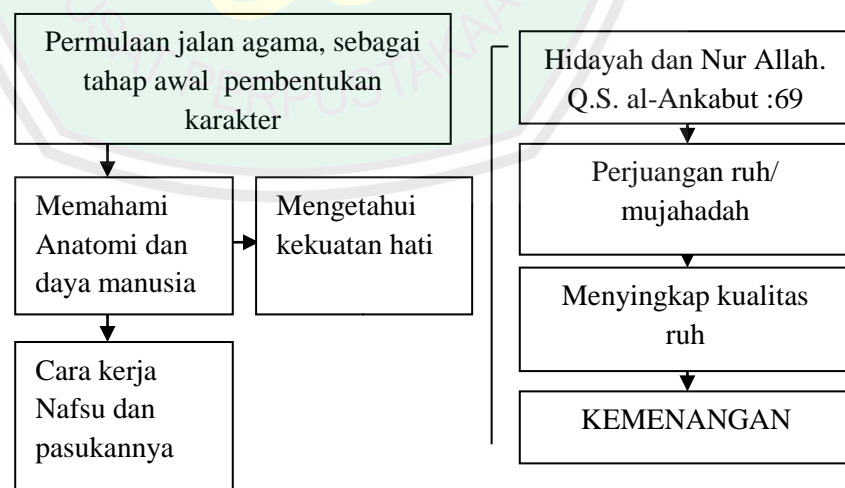 Permulaan jalan agama, sebagai
tahap awal pembentukan
karakter
Memahami
Anatomi dan
daya manusia
Mengetahui
kekuatan hati
Cara kerja
Nafsu dan
pasukannya
Hidayah dan Nur Allah.
Q.S. al-Ankabut :69
Perjuangan ruh/
mujahadah
Menyingkap kualitas
ruh
KEMENANGAN